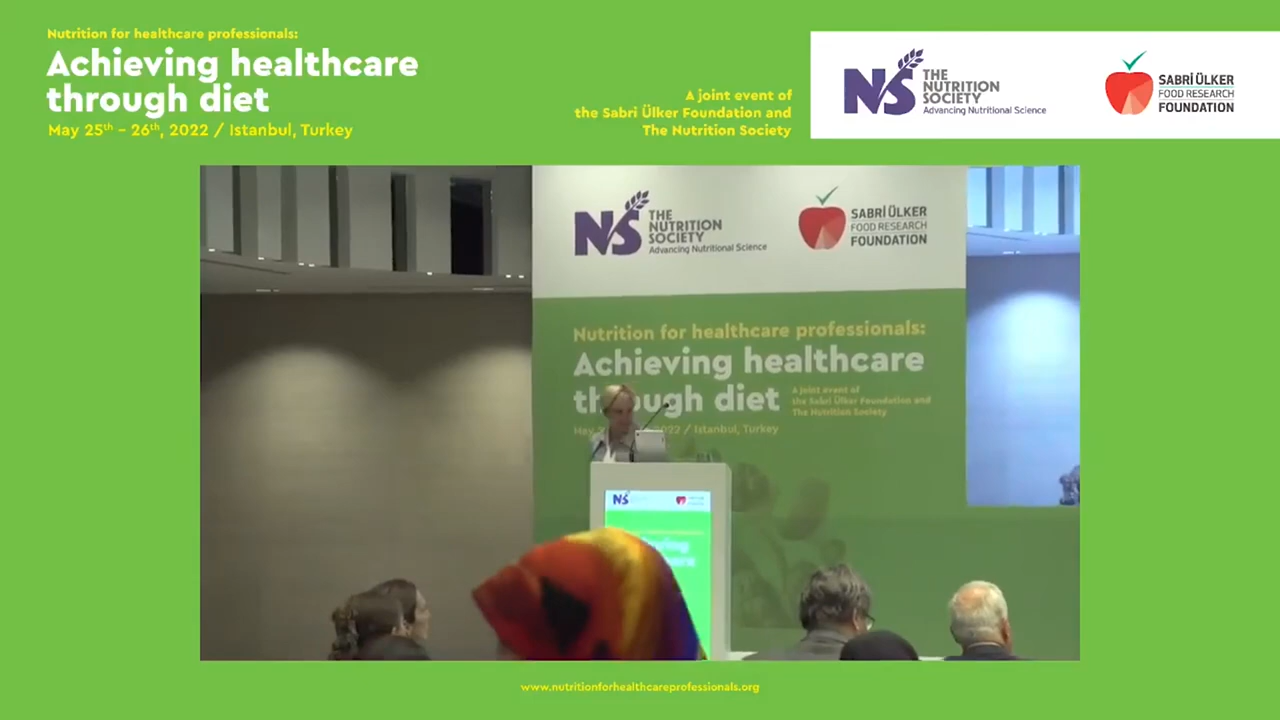 Nutrition for healthcare professionals:
Achieving healthcare
through diet
May 25th - 26th, 2022 / Istanbul, Turkey
A joint event of
the Sabri Ülker Foundation and
The Nutrition Society
NS THE
NUTRITION
SOCIETY
Advancing Nutritional Science
SABRİ ÜLKER
FOOD RESEARCH
FOUNDATION
NS THE
NUTRITION
SOCIETY
Advancing Nutritional Science
SABRİ ÜLKER
FOOD RESEARCH
FOUNDATION
Nutrition for healthcare professionals:
Achieving healthcare
through diet
A joint event of
the Sabri Ülker Foundation and
The Nutrition Society
2022 / Istanbul, Turkey
NS
www.nutritionforhealthcareprofessionals.org